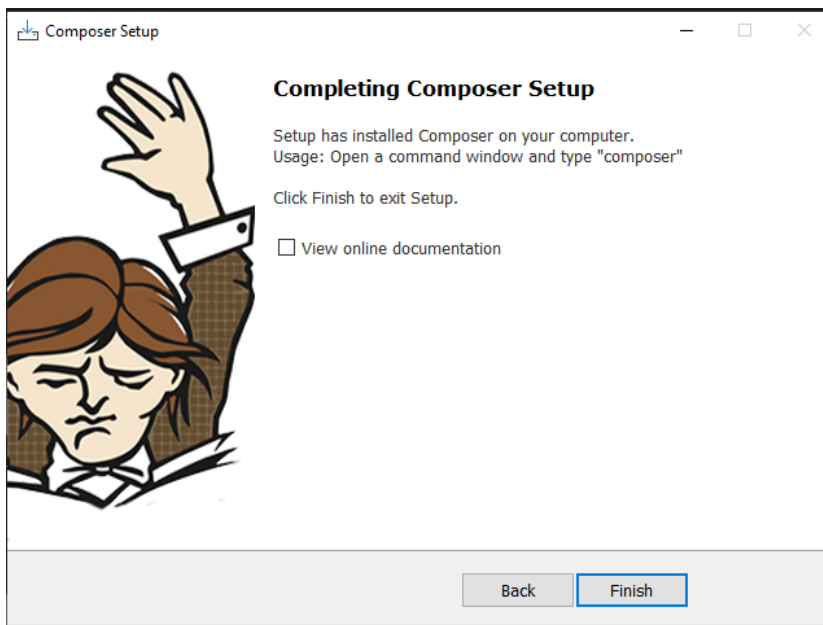 Composer Setup
Completing Composer Setup
Setup has installed Composer on your computer.
Usage: Open a command window and type "composer"
Click Finish to exit Setup.
View online documentation
Back
Finish